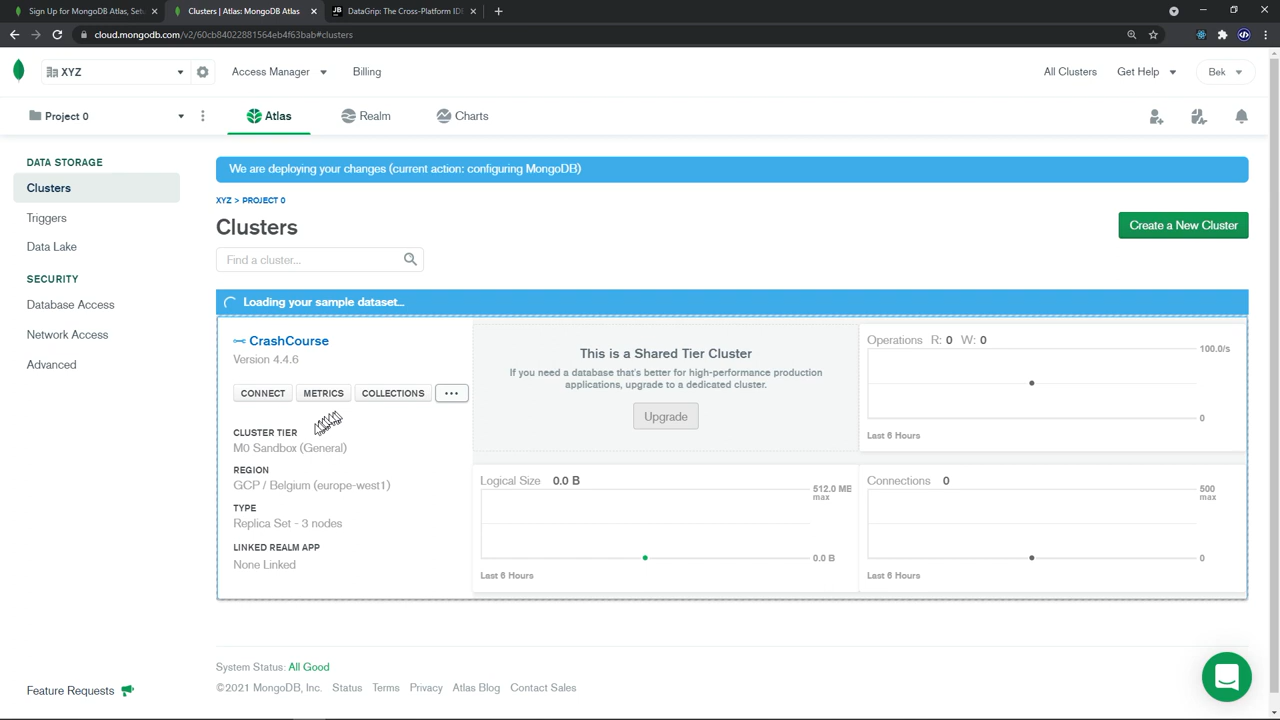 Sign Up for MongoDB Atlas, Setu
Clusters | Atlas: MongoDB Atlas
DataGrip: The Cross-Platform IDE
cloud.mongodb.com/v2/60cb84022881564eb4f63bab#clusters
XYZ
Access Manager
Billing
All Clusters
Get Help
Bek
Project 0
Atlas
Realm
Charts
DATA STORAGE
Clusters
Triggers
Data Lake
SECURITY
Database Access
Network Access
Advanced
Feature Requests
We are deploying your changes (current action: configuring MongoDB)
XYZ > PROJECT 0
Clusters
Create a New Cluster
Find a cluster...
Loading your sample dataset...
CrashCourse
Version 4.4.6
CONNECT
METRICS
COLLECTIONS
...
CLUSTER TIER
M0 Sandbox (General)
REGION
GCP / Belgium (europe-west1)
TYPE
Replica Set - 3 nodes
LINKED REALM APP
None Linked
This is a Shared Tier Cluster
If you need a database that's better for high-performance production
applications, upgrade to a dedicated cluster.
Upgrade
Operations R: 0 W: 0
100.0/s
0
Last 6 Hours
Logical Size 0.0 B
512.0 MB
max
0.0 B
Last 6 Hours
Connections 0
500
max
0
Last 6 Hours
System Status: All Good
©2021 MongoDB, Inc. Status Terms Privacy Atlas Blog Contact Sales